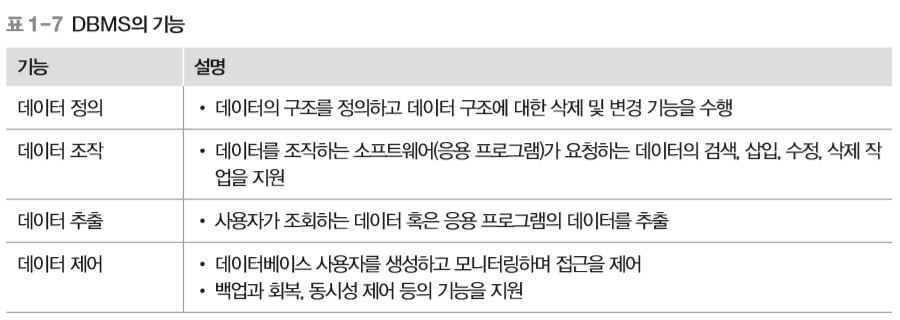 표 1-7 DBMS의 기능
기능 설명
데이터 정의 • 데이터의 구조를 정의하고 데이터 구조에 대한 삭제 및 변경 기능을 수행
데이터 조작 • 데이터를 조작하는 소프트웨어(응용 프로그램)가 요청하는 데이터의 검색, 삽입, 수정, 삭제 작
업을 지원
데이터 추출 • 사용자가 조회하는 데이터 혹은 응용 프로그램의 데이터를 추출
데이터 제어 • 데이터베이스 사용자를 생성하고 모니터링하며 접근을 제어
• 백업과 회복, 동시성 제어 등의 기능을 지원